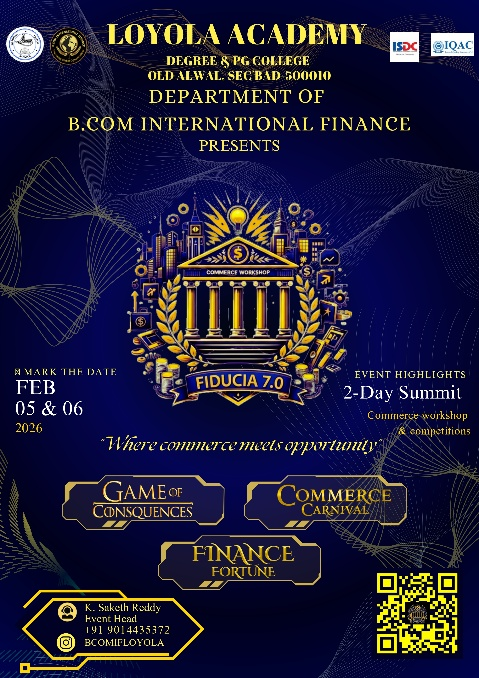 LOYOLA ACADEMY
DEGREE & PG COLLEGE
OLD ALWAL, SEC'BAD-500010
DEPARTMENT OF
B.COM INTERNATIONAL FINANCE
PRESENTS
ISDC
IQAC
COMMERCE WORKSHOP
FIDUCIA 7.0
MARK THE DATE
FEB
05 & 06
2026
EVENT HIGHLIGHTS
2-Day Summit
Commerce workshop
& competitions
"Where commerce meets opportunity"
GAME OF
CONSQUENCES
COMMERCE
CARNIVAL
FINANCE
FORTUNE
K. Saketh Reddy
Event Head
+91 9014435372
BCOMIFLOYOLA